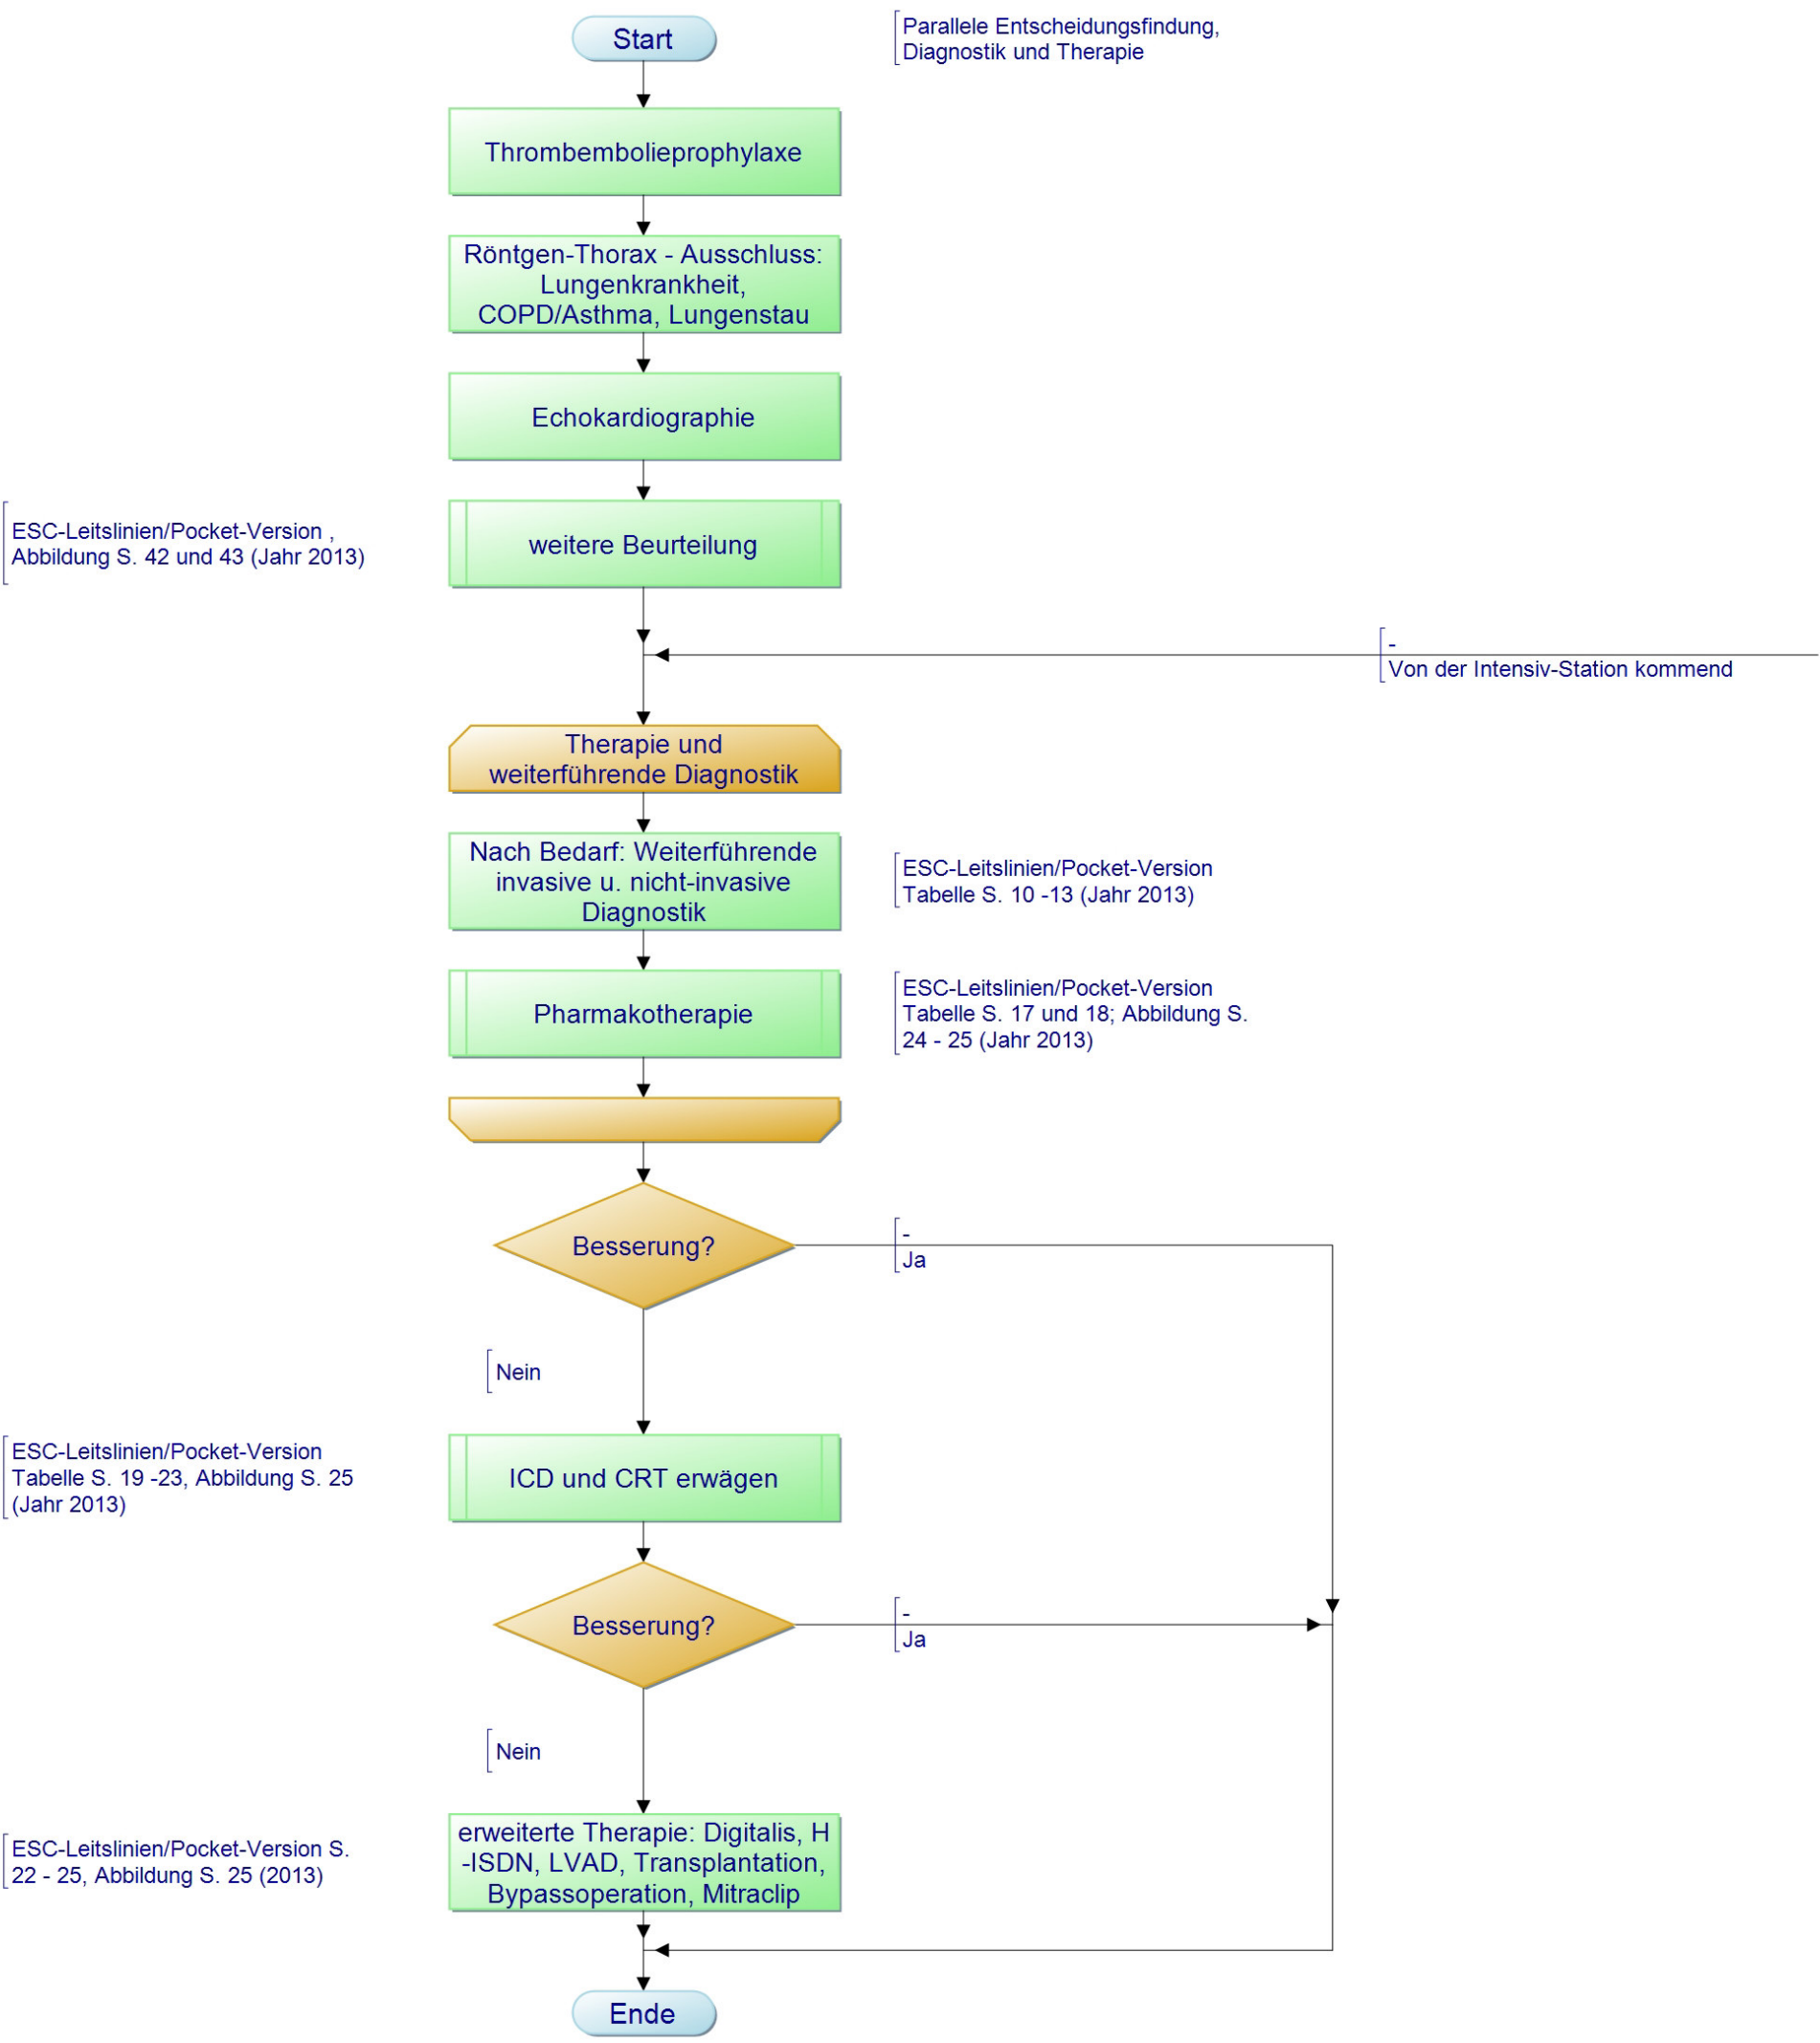 Start
Parallele Entscheidungsfindung,
Diagnostik und Therapie
Thrombembolieprophylaxe
Röntgen-Thorax - Ausschluss:
Lungenkrankheit,
COPD/Asthma, Lungenstau
Echokardiographie
ESC-Leitslinien/Pocket-Version ,
Abbildung S. 42 und 43 (Jahr 2013)
weitere Beurteilung
-
Von der Intensiv-Station kommend
Therapie und
weiterführende Diagnostik
Nach Bedarf: Weiterführende
invasive u. nicht-invasive
Diagnostik
ESC-Leitslinien/Pocket-Version
Tabelle S. 10 -13 (Jahr 2013)
Pharmakotherapie
ESC-Leitslinien/Pocket-Version
Tabelle S. 17 und 18; Abbildung S.
24 - 25 (Jahr 2013)
Besserung?
-
Ja
Nein
ESC-Leitslinien/Pocket-Version
Tabelle S. 19 -23, Abbildung S. 25
(Jahr 2013)
ICD und CRT erwägen
Besserung?
-
Ja
Nein
ESC-Leitslinien/Pocket-Version S.
22 - 25, Abbildung S. 25 (2013)
erweiterte Therapie: Digitalis, H
-ISDN, LVAD, Transplantation,
Bypassoperation, Mitraclip
Ende